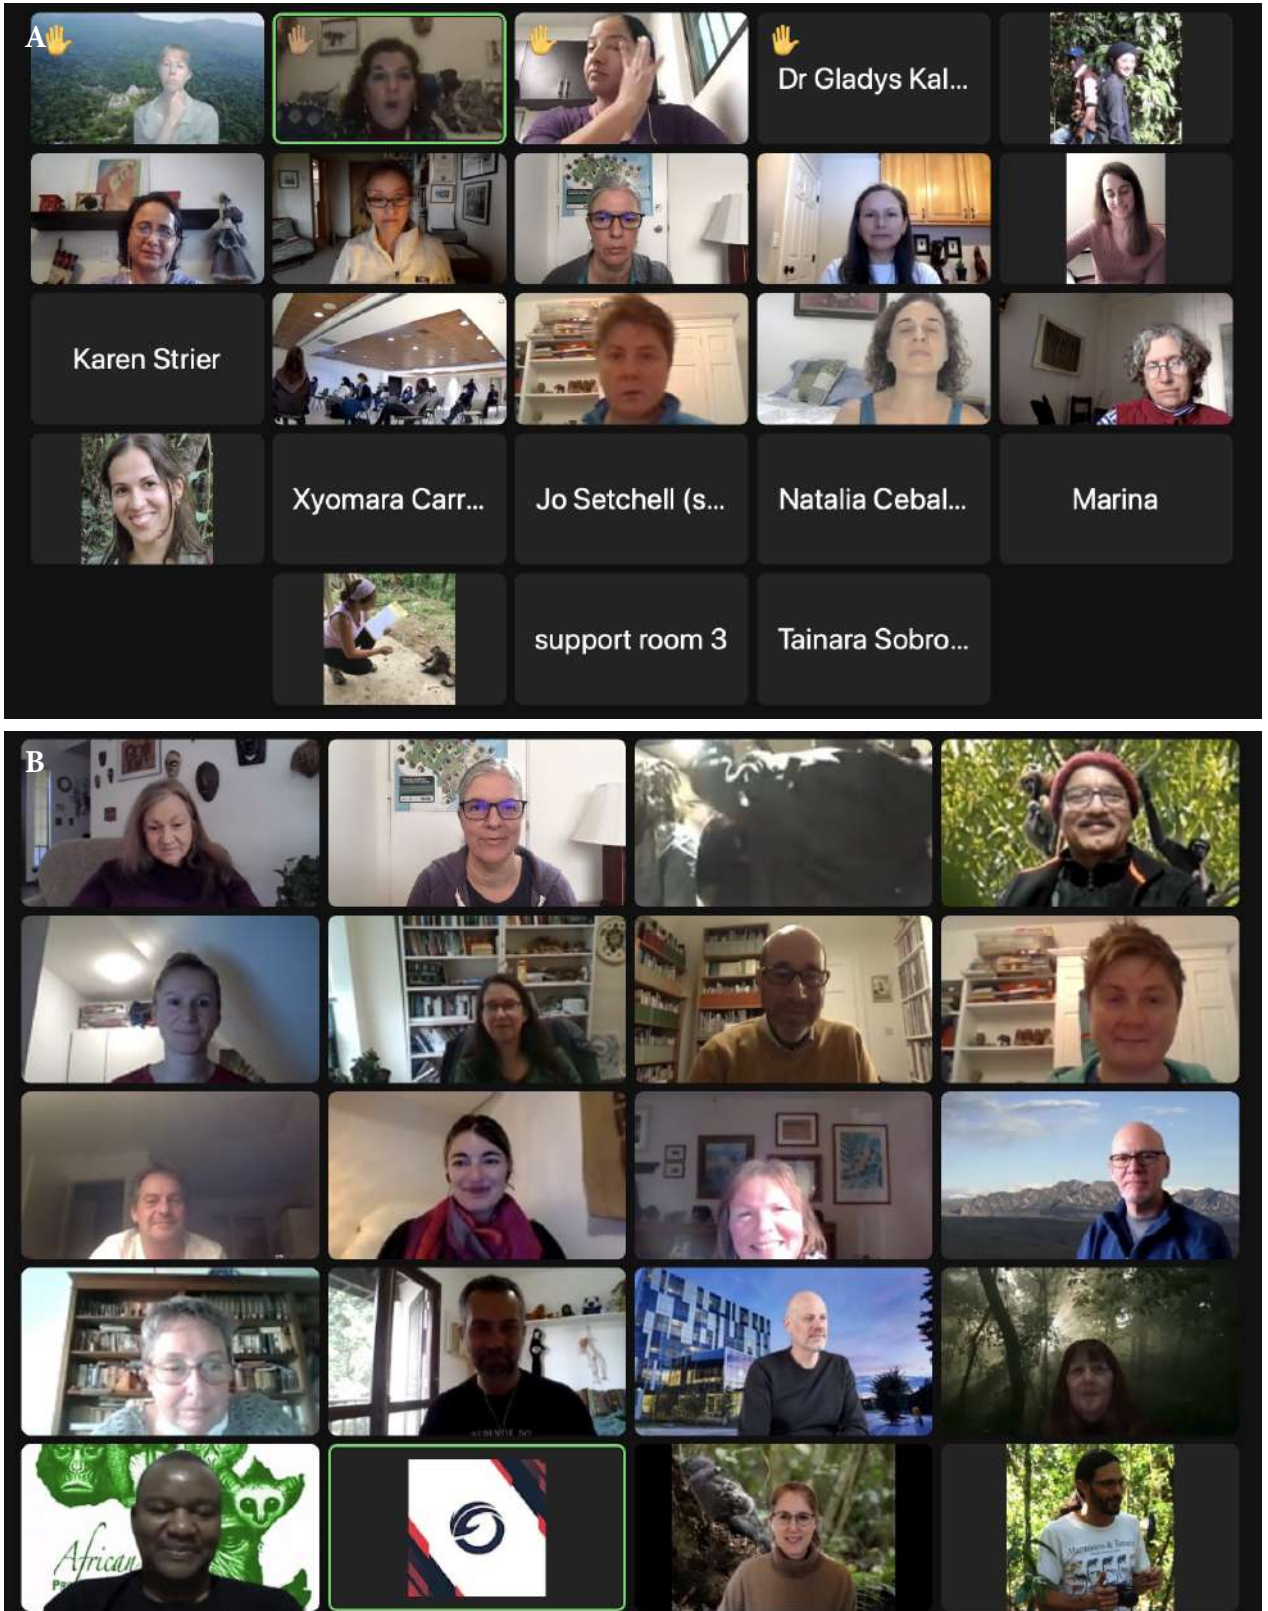 A
Dr Gladys Kal...
Karen Strier
Xyomara Carr...
Jo Setchell (s...
Natalia Cebal...
Marina
support room 3
Tainara Sobro...
B
African